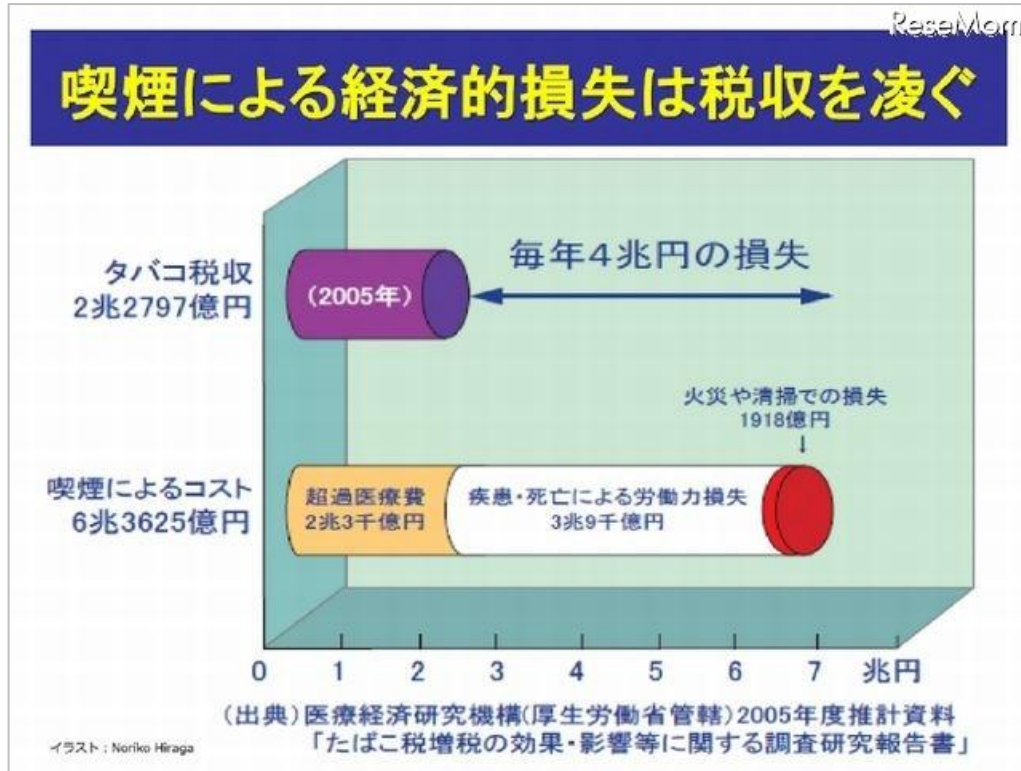 ReseMom
喫煙による経済的損失は税収を凌ぐ
タバコ税収
2兆2797億円
（2005年）
毎年４兆円の損失
火災や清掃での損失
1918億円
↓
喫煙によるコスト
6兆3625億円
超過医療費
2兆3千億円
疾患・死亡による労働力損失
3兆9千億円
0 1 2 3 4 5 6 7 兆円
（出典）医療経済研究機構(厚生労働省管轄)2005年度推計資料
「たばこ税増税の効果・影響等に関する調査研究報告書」
イラスト：Noriko Hiraga